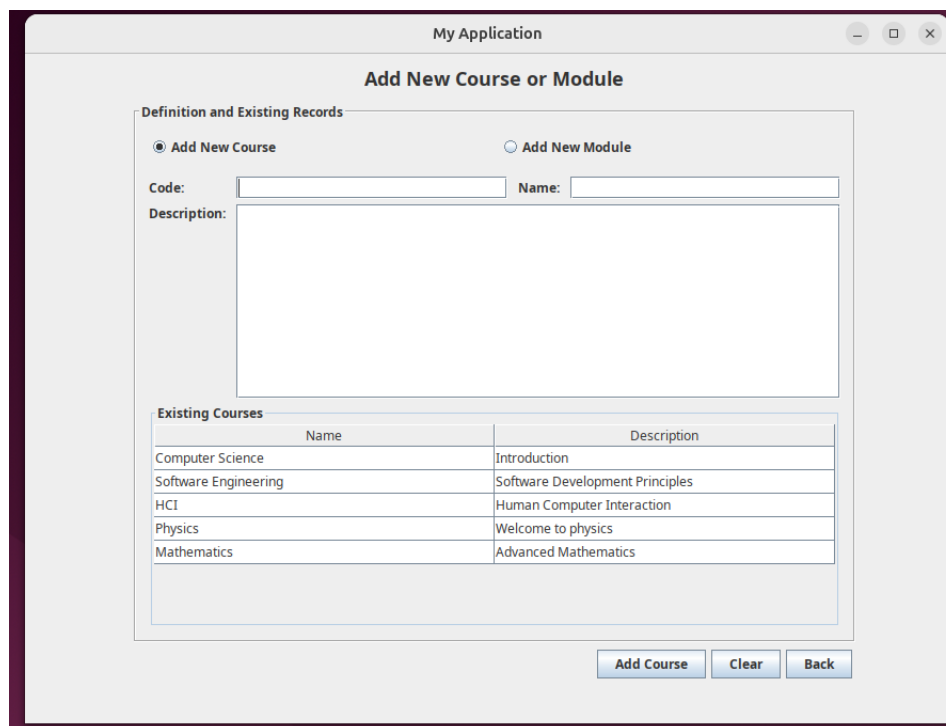 My Application
Add New Course or Module
Definition and Existing Records
Add New Course Add New Module
Code: Name:
Description:
Existing Courses
Name Description
Computer Science Introduction
Software Engineering Software Development Principles
HCI Human Computer Interaction
Physics Welcome to physics
Mathematics Advanced Mathematics
Add Course Clear Back